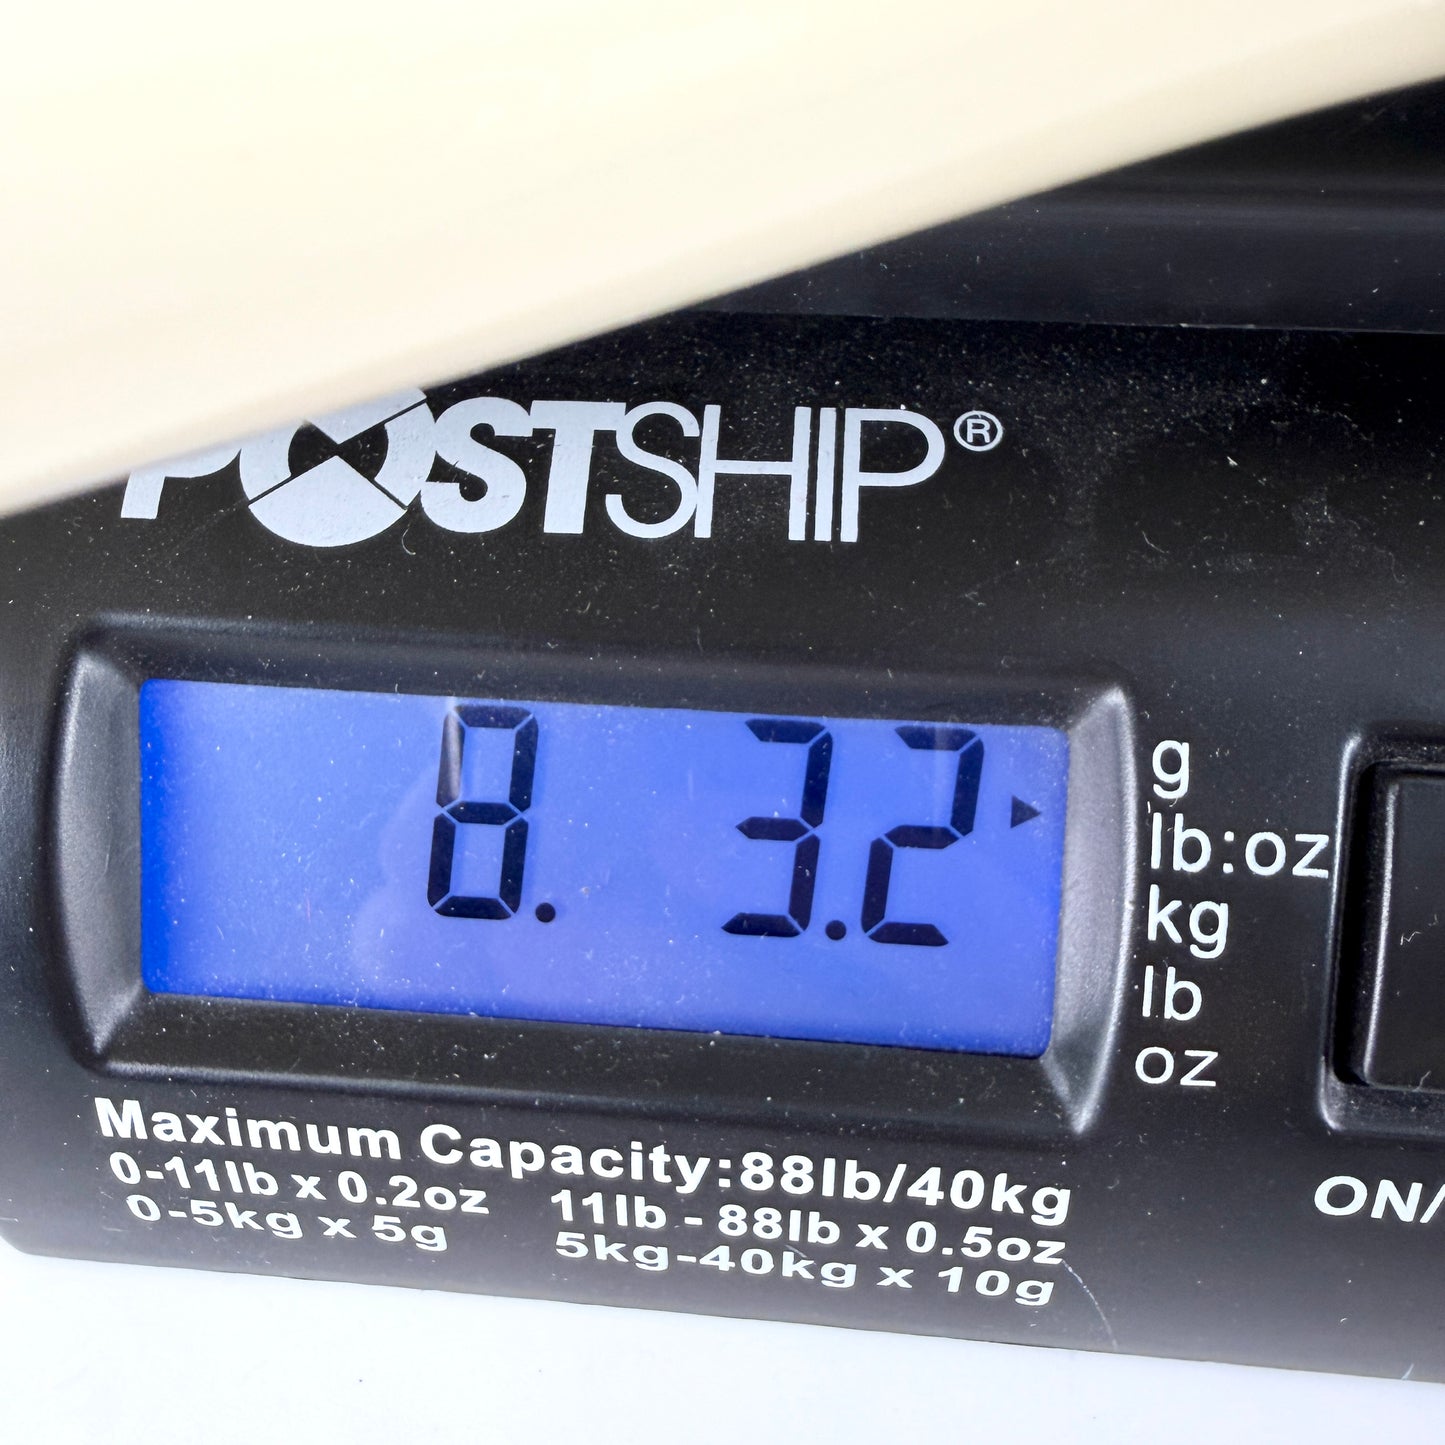 POSTSHIP®
8. 3.2
g
lb:oz
kg
lb
oz
Maximum Capacity:88lb/40kg
0-11lb x 0.2oz 11lb - 88lb x 0.5oz
0-5kg x 5g 5kg-40kg x 10g
ON/